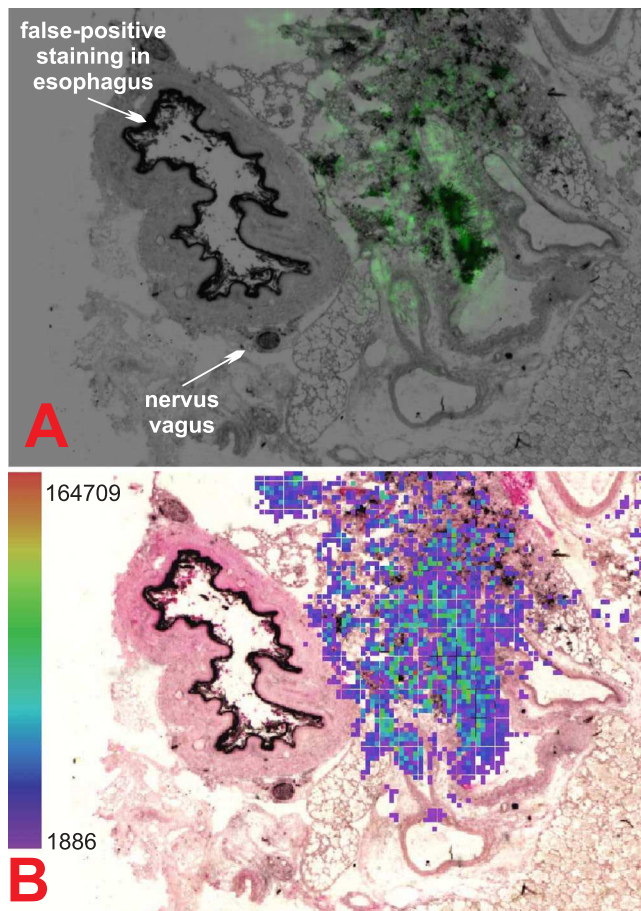 false-positive
staining in
esophagus
nervus
vagus
A
164709
1886
B